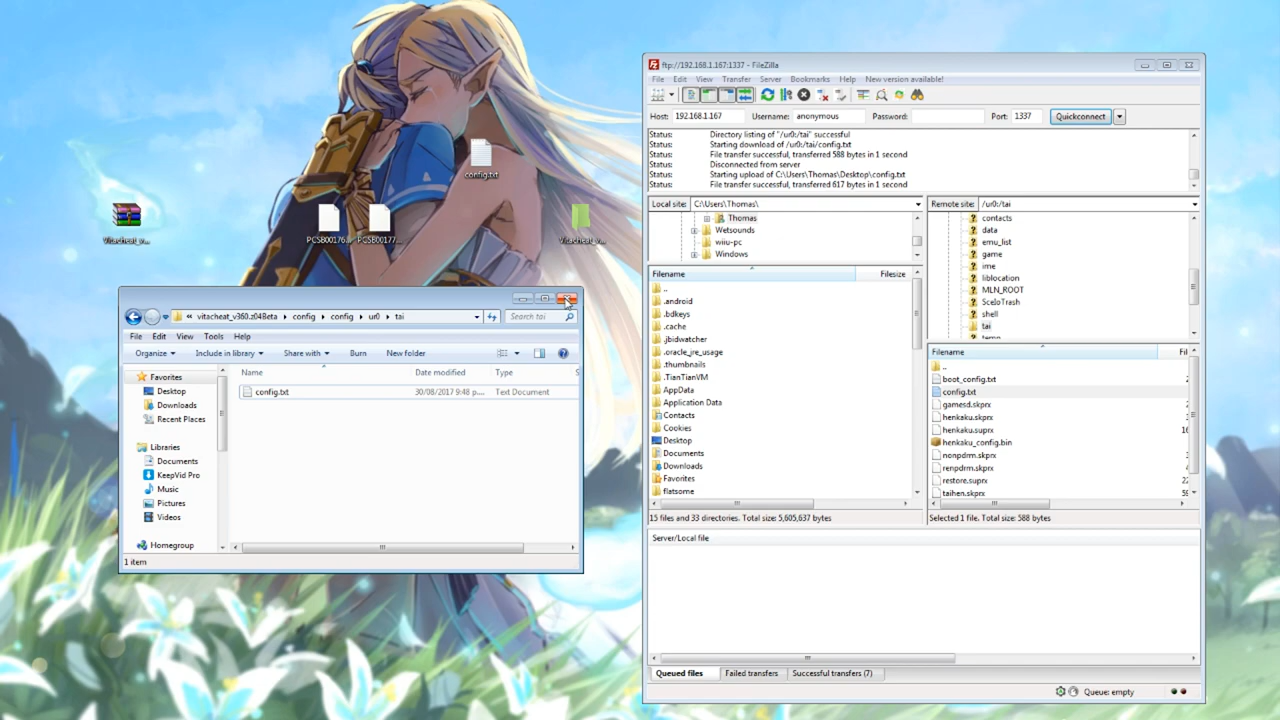 config.txt
Vitacheat_v...
PCSB00176...
PCSB00177...
Vitacheat_v...
« vitacheat_v360.z04Beta config config ur0 tai
Search tai
File Edit View Tools Help
Organize Include in library Share with Burn New folder
Favorites
Desktop
Downloads
Recent Places
Libraries
Documents
KeepVid Pro
Music
Pictures
Videos
Homegroup
Name Date modified Type S
config.txt 30/08/2017 9:48 p.... Text Document
1 item
ftp://192.168.1.167:1337 - FileZilla
File Edit View Transfer Server Bookmarks Help New version available!
Host: 192.168.1.167 Username: anonymous Password: Port: 1337 Quickconnect
Status: Directory listing of "/ur0:/tai" successful
Status: Starting download of /ur0:/tai/config.txt
Status: File transfer successful, transferred 588 bytes in 1 second
Status: Disconnected from server
Status: Starting upload of C:\Users\Thomas\Desktop\config.txt
Status: File transfer successful, transferred 617 bytes in 1 second
Local site: C:\Users\Thomas\
Thomas
Wetsounds
wiiu-pc
Windows
Filename Filesize
..
.android
.bdkeys
.cache
.jbidwatcher
.oracle_jre_usage
.thumbnails
.TianTianVM
AppData
Application Data
Contacts
Cookies
Desktop
Documents
Downloads
Favorites
flatsome
15 files and 33 directories. Total size: 5,605,637 bytes
Remote site: /ur0:/tai
contacts
data
emu_list
game
ime
liblocation
MLN_ROOT
SceIoTrash
shell
tai
temp
Filename Fil
..
boot_config.txt
config.txt
gamesd.skprx
henkaku.skprx
henkaku.suprx 16
henkaku_config.bin
nonpdrm.skprx
renpdrm.skprx
restore.suprx
taihen.skprx
Selected 1 file. Total size: 588 bytes
Server/Local file
Queued files Failed transfers Successful transfers (7)
Queue: empty